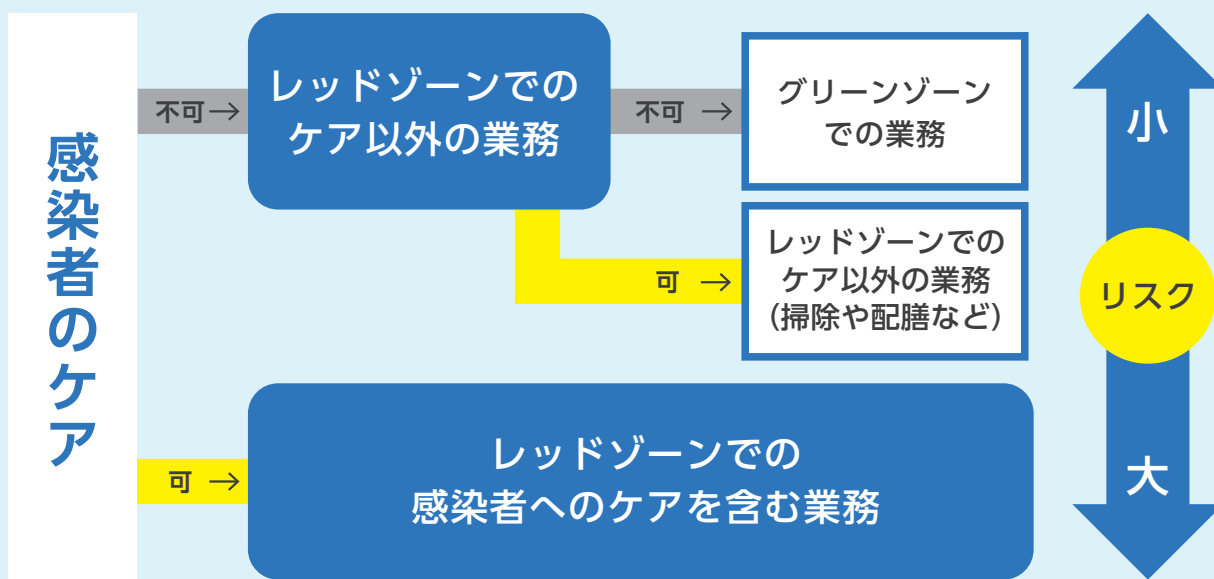 感染者のケア
不可→
レッドゾーンでの
ケア以外の業務
不可 →
グリーンゾーン
での業務
可 →
レッドゾーンでの
ケア以外の業務
(掃除や配膳など)
可 →
レッドゾーンでの
感染者へのケアを含む業務
小
リスク
大